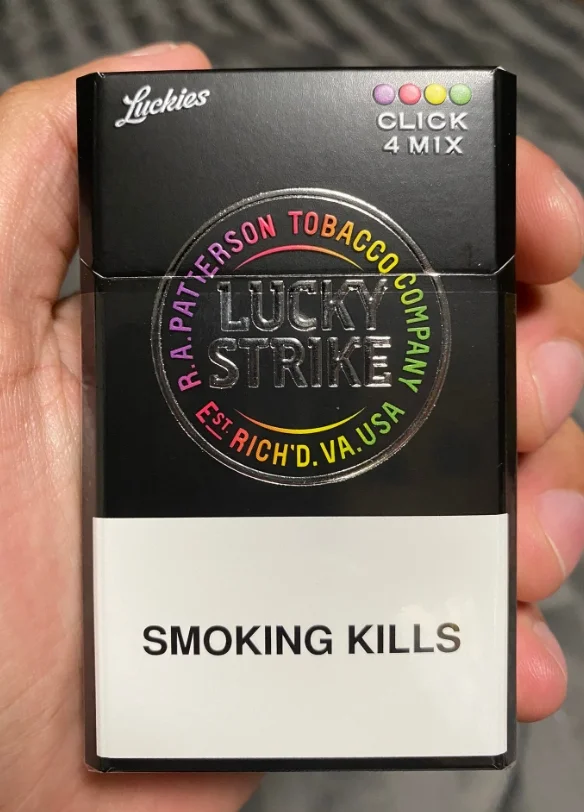 Luckies
CLICK
4 MIX
R.A.PATTERSON TOBACCO COMPANY
LUCKY
STRIKE
EST. RICH'D. VA. USA
SMOKING KILLS